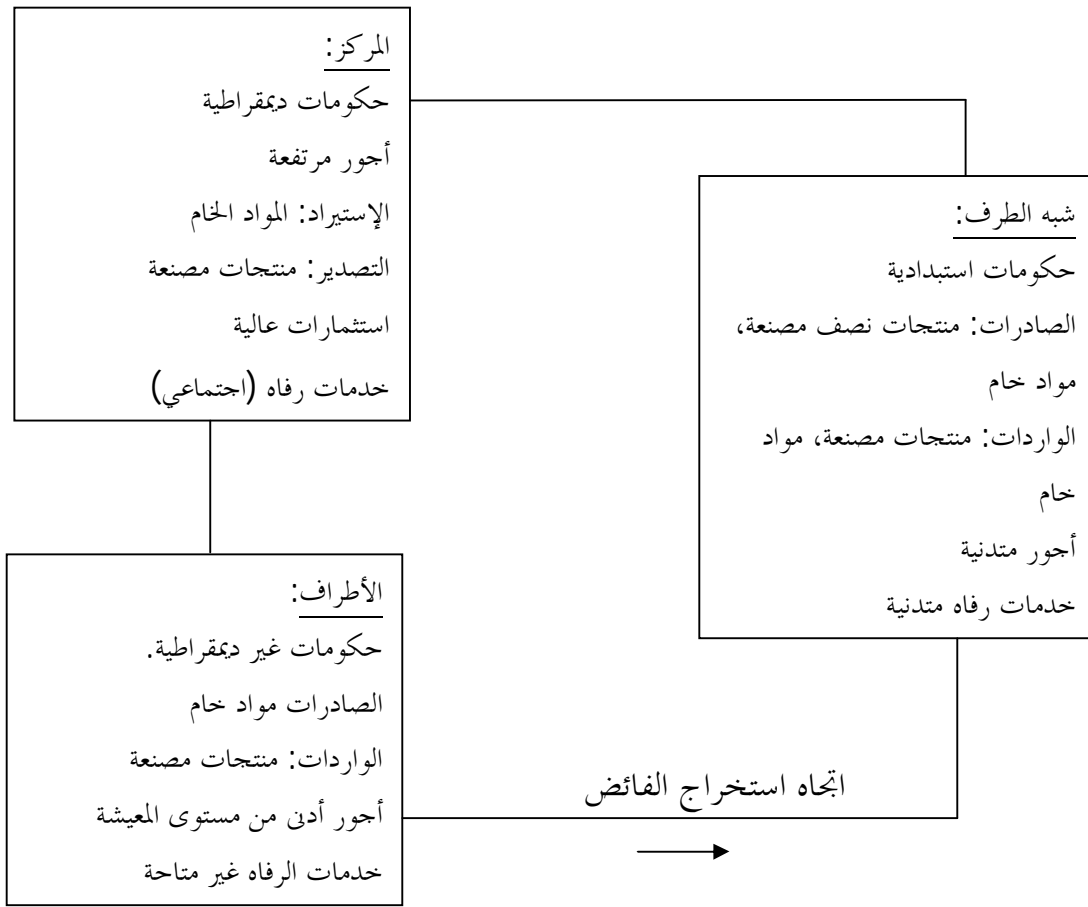 المركز:
حكومات ديمقراطية
أجور مرتفعة
الإستيراد: المواد الخام
التصدير: منتجات مصنعة
استثمارات عالية
خدمات رفاه (اجتماعي)
شبه الطرف:
حكومات استبدادية
الصادرات: منتجات نصف مصنعة،
مواد خام
الواردات: منتجات مصنعة، مواد
خام
أجور متدنية
خدمات رفاه متدنية
الأطراف:
حكومات غير ديمقراطية.
الصادرات مواد خام
الواردات: منتجات مصنعة
أجور أدنى من مستوى المعيشة
خدمات الرفاه غير متاحة
اتجاه استخراج الفائض